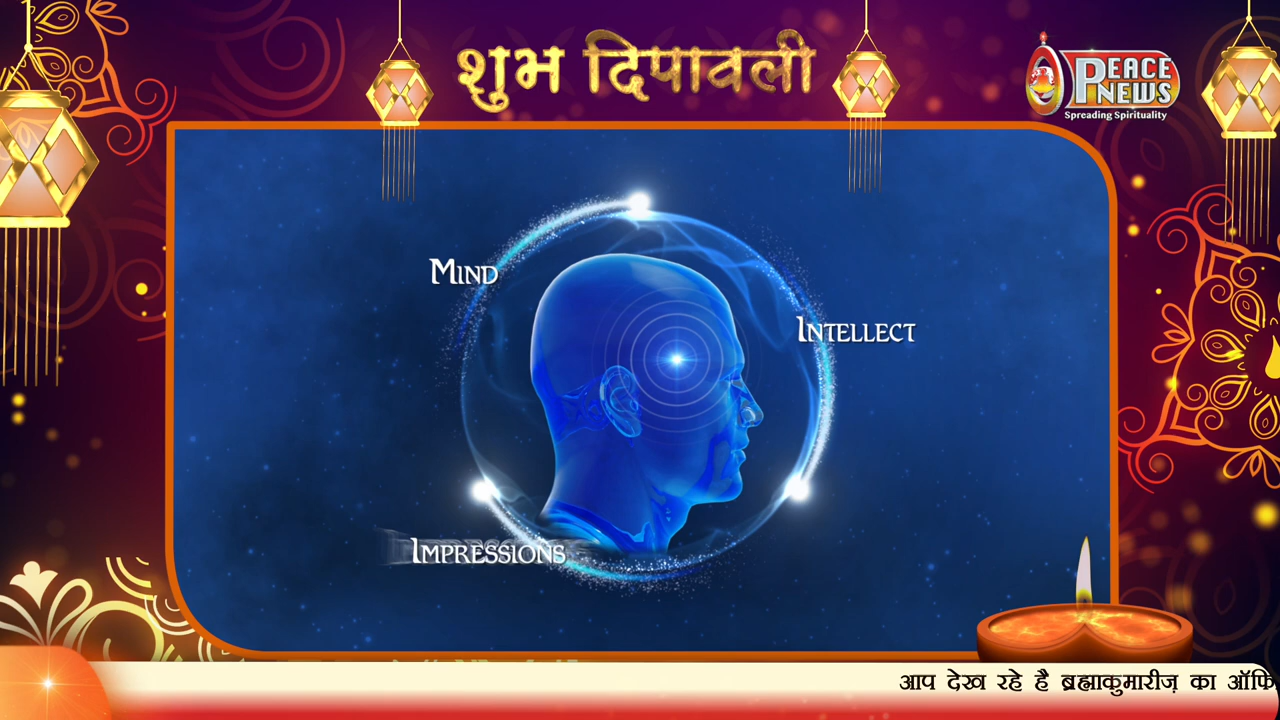 शुभ दिपावली
PEACE NEWS
Spreading Spirituality
MIND
INTELLECT
IMPRESSIONS
आप देख रहे है ब्रह्माकुमारीज़ का